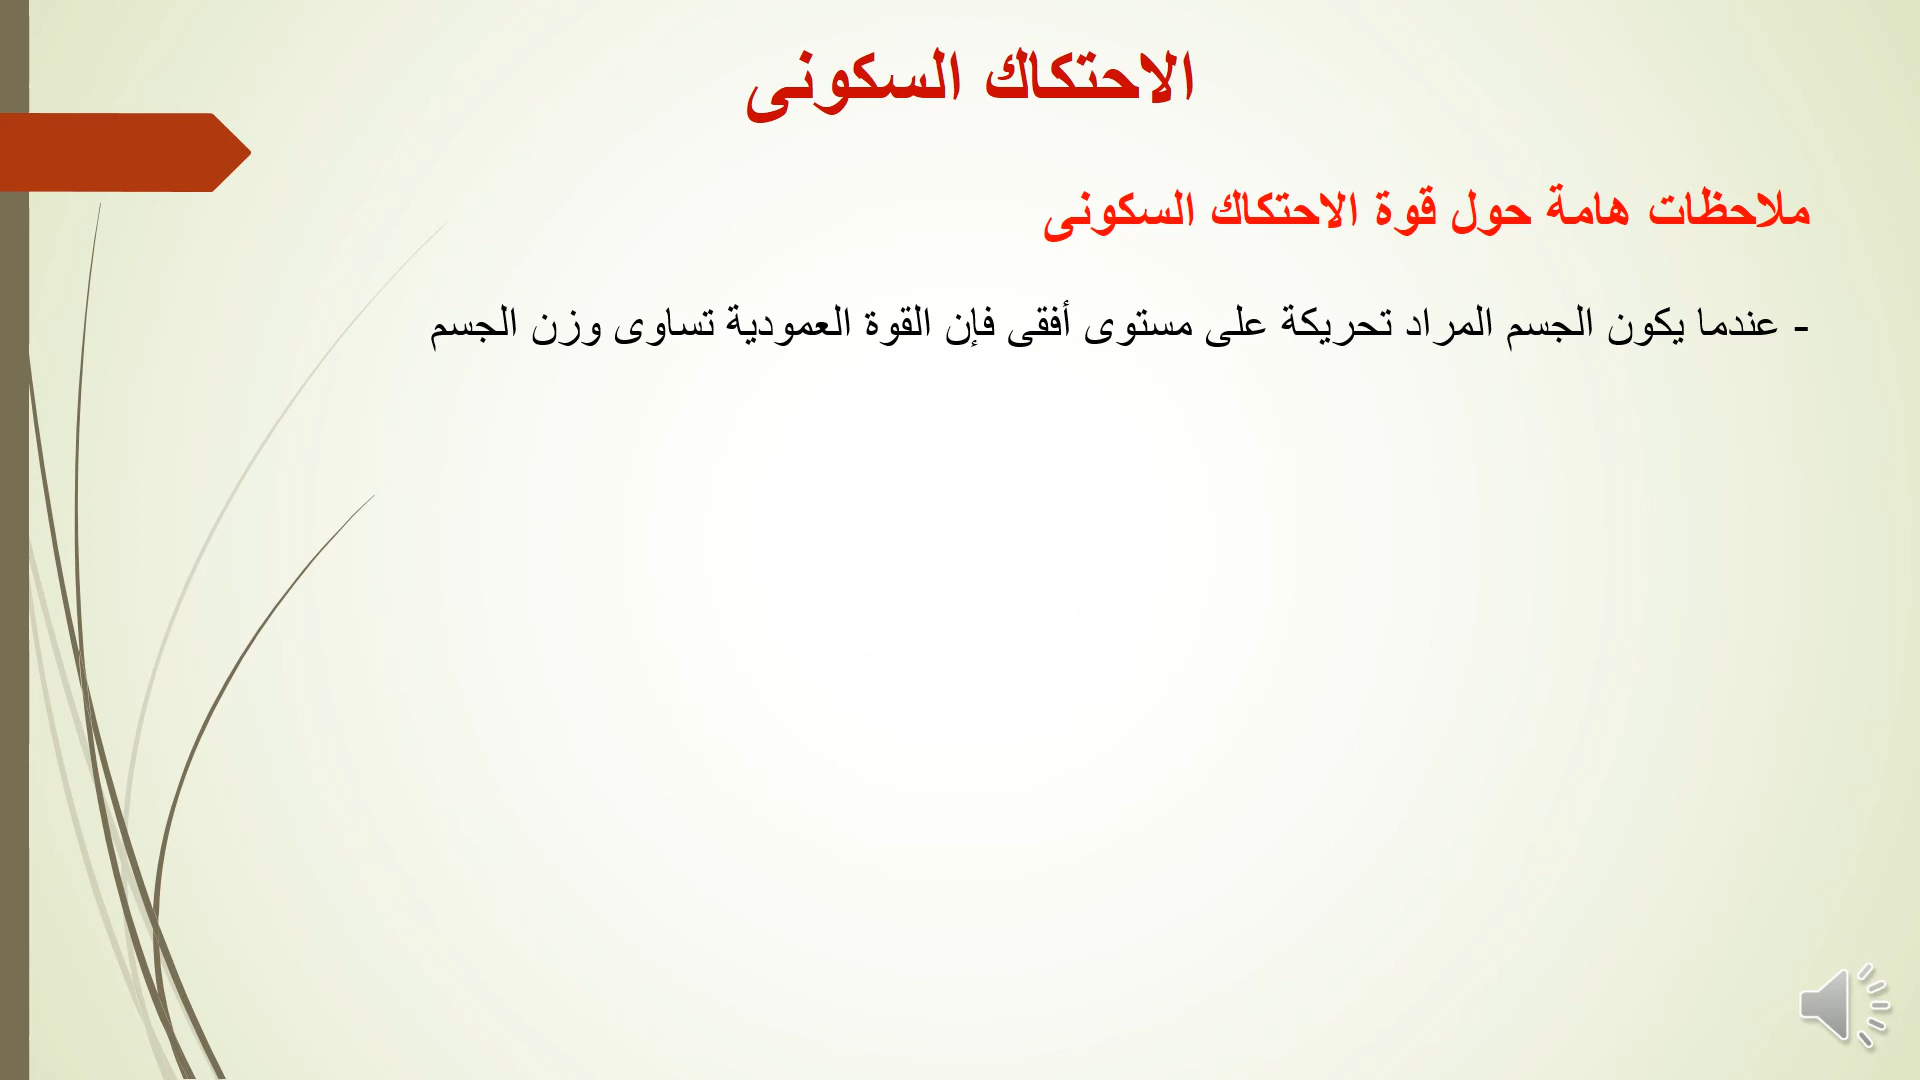 الاحتكاك السكونى
ملاحظات هامة حول قوة الاحتكاك السكونى
- عندما يكون الجسم المراد تحريكة على مستوى أفقى فإن القوة العمودية تساوى وزن الجسم